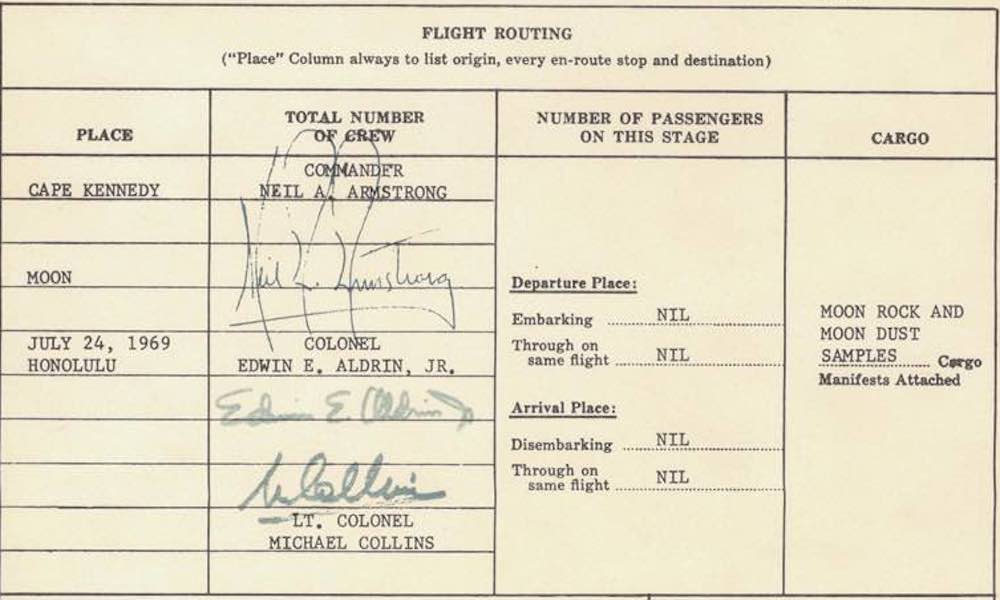 FLIGHT ROUTING
("Place" Column always to list origin, every en-route stop and destination)
PLACE
TOTAL NUMBER
OF CREW
NUMBER OF PASSENGERS
ON THIS STAGE
CARGO
CAPE KENNEDY
MOON
JULY 24, 1969
HONOLULU
COMMANDER
NEIL A. ARMSTRONG
Neil A. Armstrong
COLONEL
EDWIN E. ALDRIN, JR.
Edwin E. Aldrin Jr
M Collins
LT. COLONEL
MICHAEL COLLINS
Departure Place:
Embarking NIL
Through on
same flight NIL
Arrival Place:
Disembarking NIL
Through on
same flight NIL
MOON ROCK AND
MOON DUST
SAMPLES Cargo
Manifests Attached